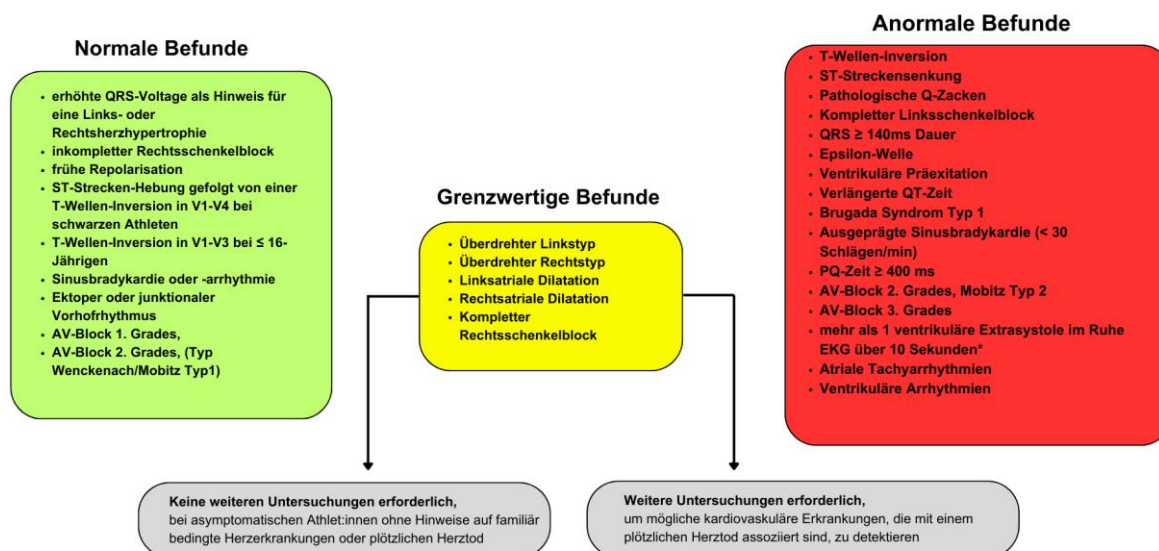 Normale Befunde
erhöhte QRS-Voltage als Hinweis für
eine Links- oder
Rechtsherzhypertrophie
inkompletter Rechtsschenkelblock
frühe Repolarisation
ST-Strecken-Hebung gefolgt von einer
T-Wellen-Inversion in V1-V4 bei
schwarzen Athleten
T-Wellen-Inversion in V1-V3 bei ≤ 16-
Jährigen
Sinusbradykardie oder -arrhythmie
Ektoper oder junktionaler
Vorhofrhythmus
AV-Block 1. Grades,
AV-Block 2. Grades, (Typ
Wenckenach/Mobitz Typ1)
Grenzwertige Befunde
Überdrehter Linkstyp
Überdrehter Rechtstyp
Linksatriale Dilatation
Rechtsatriale Dilatation
Kompletter
Rechtsschenkelblock
Anormale Befunde
T-Wellen-Inversion
ST-Streckensenkung
Pathologische Q-Zacken
Kompletter Linksschenkelblock
QRS ≥ 140ms Dauer
Epsilon-Welle
Ventrikuläre Präexitation
Verlängerte QT-Zeit
Brugada Syndrom Typ 1
Ausgeprägte Sinusbradykardie (< 30
Schlägen/min)
PQ-Zeit ≥ 400 ms
AV-Block 2. Grades, Mobitz Typ 2
AV-Block 3. Grades
mehr als 1 ventrikuläre Extrasystole im Ruhe
EKG über 10 Sekunden*
Atriale Tachyarrhythmien
Ventrikuläre Arrhythmien
Keine weiteren Untersuchungen erforderlich,
bei asymptomatischen Athlet:innen ohne Hinweise auf familiär
bedingte Herzerkrankungen oder plötzlichen Herztod
Weitere Untersuchungen erforderlich,
um mögliche kardiovaskuläre Erkrankungen, die mit einem
plötzlichen Herztod assoziiert sind, zu detektieren